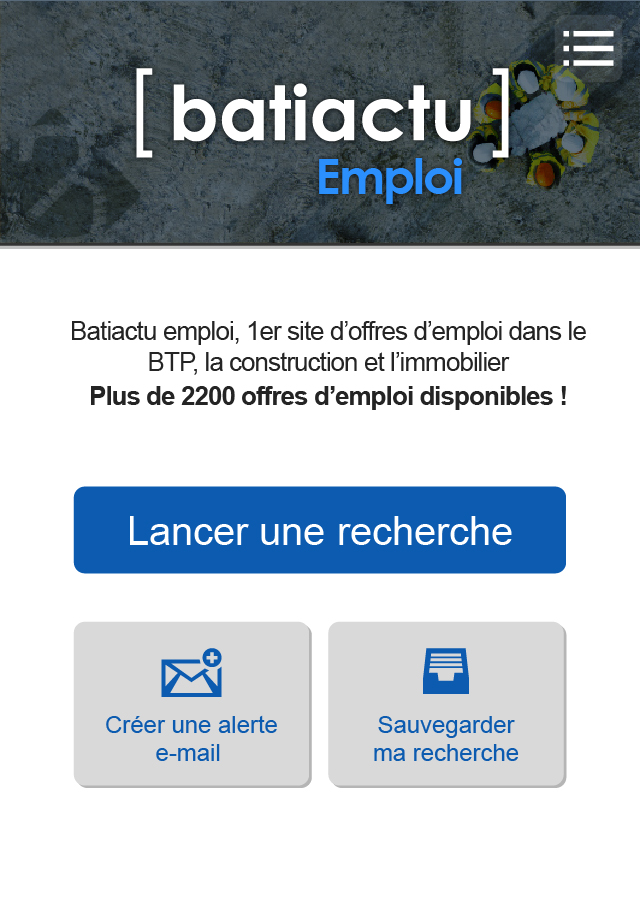 [ batiactu ]
Emploi
Batiactu emploi, 1er site d’offres d’emploi dans le
BTP, la construction et l’immobilier
Plus de 2200 offres d’emploi disponibles !
Lancer une recherche
Créer une alerte
e-mail
Sauvegarder
ma recherche